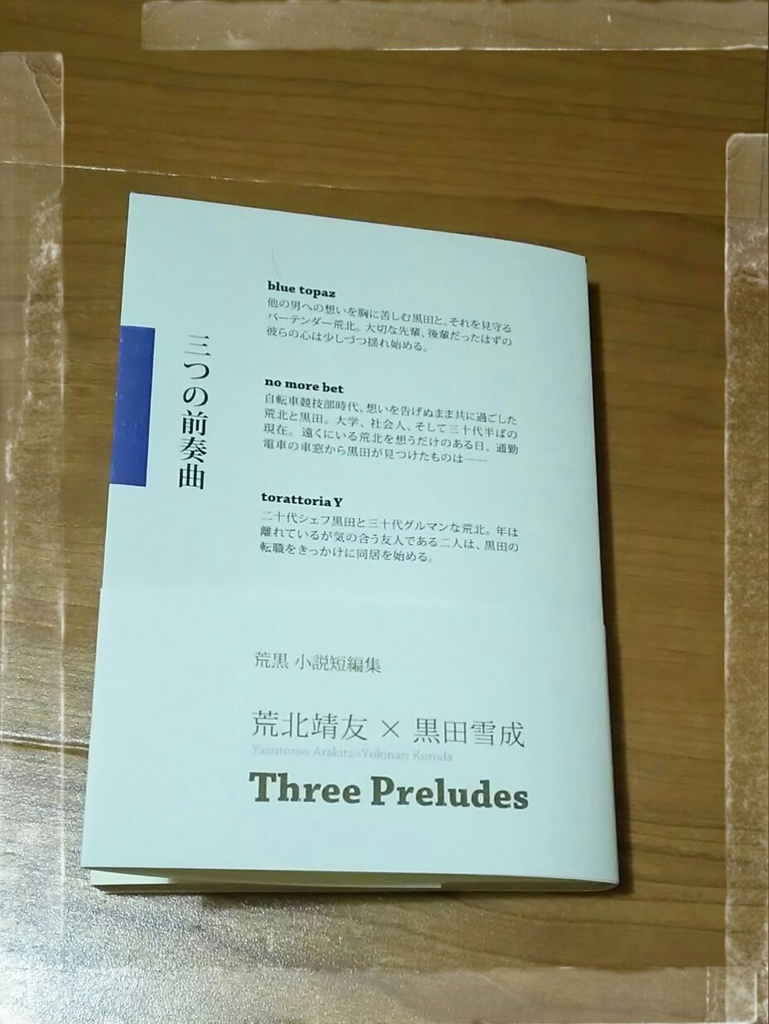 三つの前奏曲
blue topaz
他の男への想いを胸に苦しむ黒田と、それを見守る
バーテンダー荒北。大切な先輩、後輩だったはずの
彼らの心は少しづつ揺れ始める。
no more bet
自転車競技部時代、想いを告げぬまま共に過ごした
荒北と黒田。大学、社会人、そして三十代半ばの
現在。遠くにいる荒北を想うだけのある日、通勤
電車の車窓から黒田が見つけたものは――
torattoria Y
二十代シェフ黒田と三十代グルマンな荒北。年は
離れているが気の合う友人である二人は、黒田の
転職をきっかけに同居を始める。
荒黒 小説短編集
荒北靖友 × 黒田雪成
Yasutomo Arakita×Yukinari Kuroda
Three Preludes